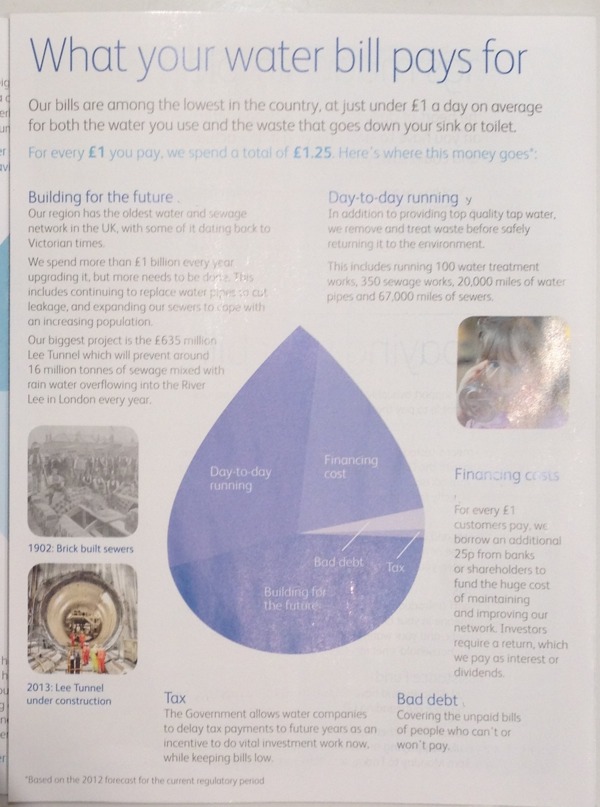 What your water bill pays for
Our bills are among the lowest in the country, at just under £1 a day on average
for both the water you use and the waste that goes down your sink or toilet.
For every £1 you pay, we spend a total of £1.25. Here's where this money goes*:
Building for the future
Our region has the oldest water and sewage
network in the UK, with some of it dating back to
Victorian times.
We spend more than £1 billion every year
upgrading it, but more needs to be done. This
includes continuing to replace water pipes to cut
leakage, and expanding our sewers to cope with
an increasing population.
Our biggest project is the £635 million
Lee Tunnel which will prevent around
16 million tonnes of sewage mixed with
rain water overflowing into the River
Lee in London every year.
Day-to-day running
In addition to providing top quality tap water,
we remove and treat waste before safely
returning it to the environment.
This includes running 100 water treatment
works, 350 sewage works, 20,000 miles of water
pipes and 67,000 miles of sewers.
Day-to-day
running
Financing
cost
Bad debt
Tax
Building for
the future
1902: Brick built sewers
2013: Lee Tunnel
under construction
Financing costs
For every £1
customers pay, we
borrow an additional
25p from banks
or shareholders to
fund the huge cost
of maintaining
and improving our
network. Investors
require a return, which
we pay as interest or
dividends.
Tax
The Government allows water companies
to delay tax payments to future years as an
incentive to do vital investment work now,
while keeping bills low.
Bad debt
Covering the unpaid bills
of people who can't or
won't pay.
*Based on the 2012 forecast for the current regulatory period